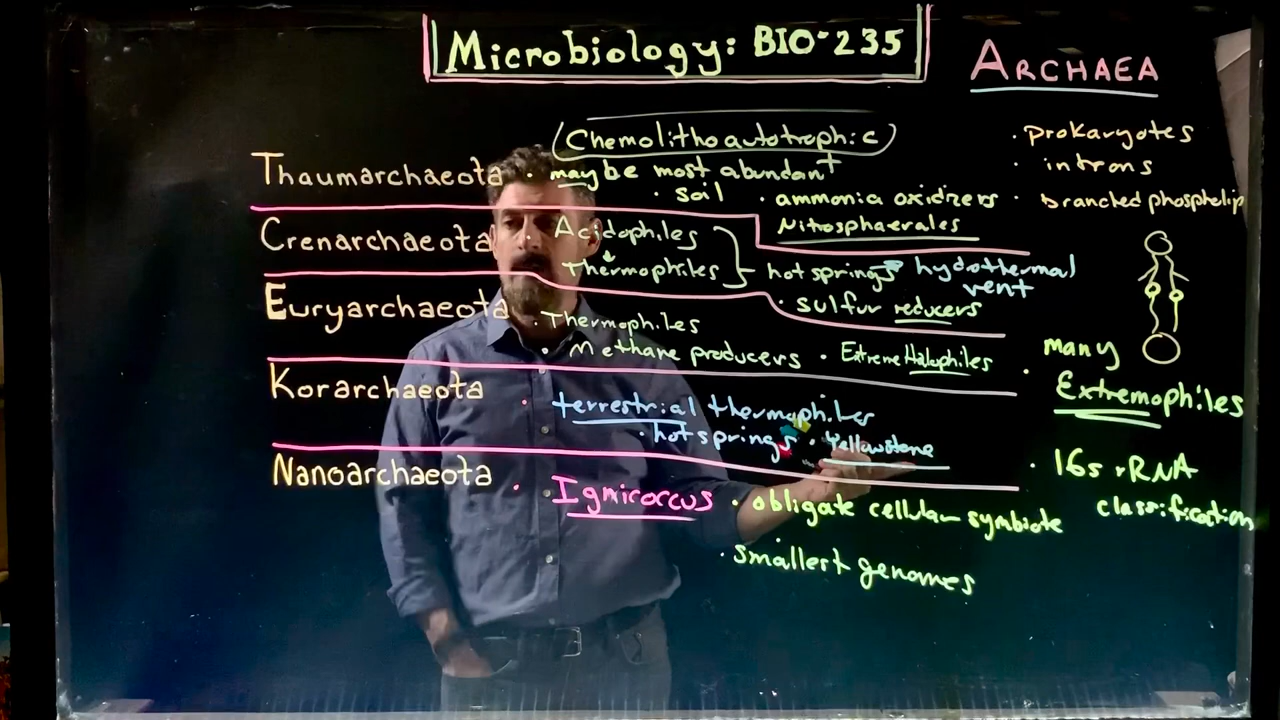 Microbiology: BIO-235
ARCHAEA
(Chemolithoautotrophic)
Thaumarchaeota · maybe most abundant
· soil · ammonia oxidizers
Nitrosphaerales
Crenarchaeota · Acidophiles
Thermophiles hot springs hydothermal
vent
· sulfur reducers
Euryarchaeota · Thermophiles
· Methane producers · Extreme Halophiles
Korarchaeota · terrestrial thermophiles
· hot springs · Yellowstone
Nanoarchaeota · Ignicoccus · obligate cellular symbiote
· smallest genomes
· prokaryotes
· introns
· branched phospholip
· many
Extremophiles
· 16s rRNA
classification